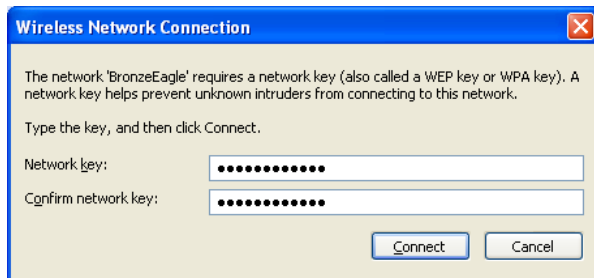 Wireless Network Connection
The network 'BronzeEagle' requires a network key (also called a WEP key or WPA key). A
network key helps prevent unknown intruders from connecting to this network.
Type the key, and then click Connect.
Network key: ●●●●●●●●●●●●
Confirm network key: ●●●●●●●●●●●●
Connect Cancel